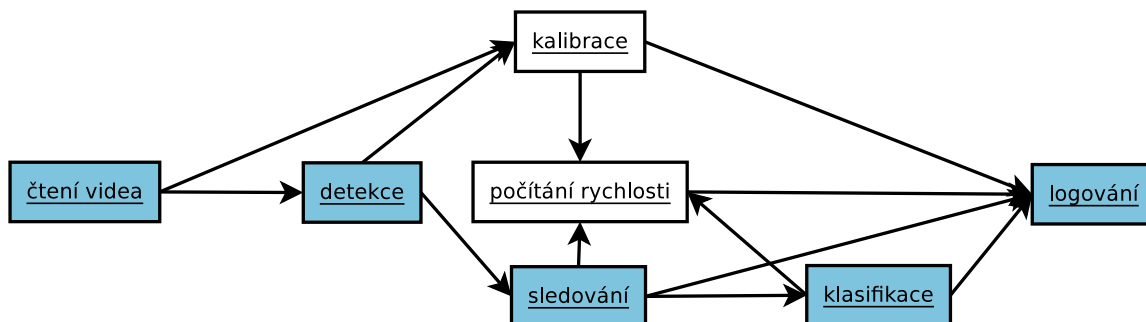 kalibrace
čtení videa
detekce
počítání rychlosti
logování
sledování
klasifikace